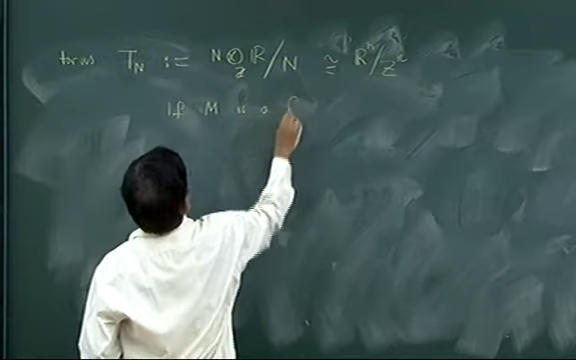 torus T_N := N ⊗_Z ℝ / N ≅ ℝ^n / Z^n
If M is a